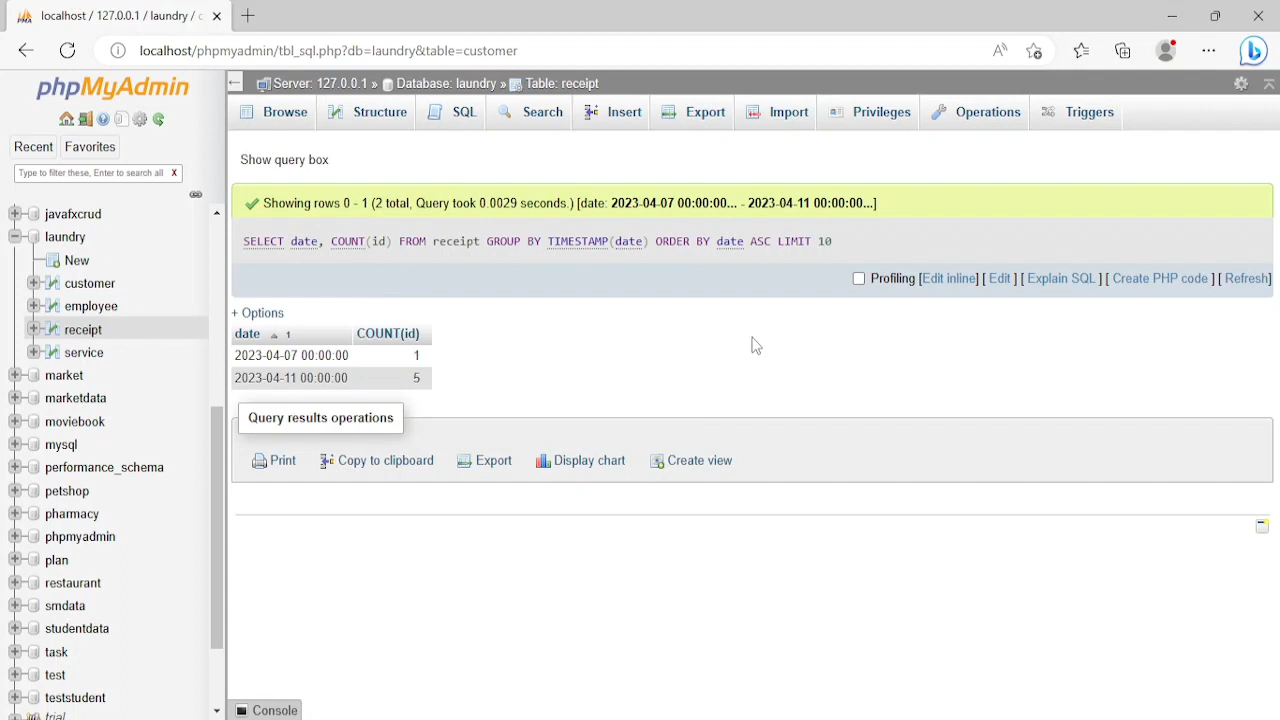 localhost / 127.0.0.1 / laundry / c
localhost/phpmyadmin/tbl_sql.php?db=laundry&table=customer
phpMyAdmin
Recent Favorites
Type to filter these, Enter to search all X
javafxcrud
laundry
New
customer
employee
receipt
service
market
marketdata
moviebook
mysql
performance_schema
petshop
pharmacy
phpmyadmin
plan
restaurant
smdata
studentdata
task
test
teststudent
trial
Server: 127.0.0.1 » Database: laundry » Table: receipt
Browse Structure SQL Search Insert Export Import Privileges Operations Triggers
Show query box
Showing rows 0 - 1 (2 total, Query took 0.0029 seconds.) [date: 2023-04-07 00:00:00... - 2023-04-11 00:00:00...]
SELECT date, COUNT(id) FROM receipt GROUP BY TIMESTAMP(date) ORDER BY date ASC LIMIT 10
Profiling [Edit inline] [ Edit ] [ Explain SQL ] [ Create PHP code ] [ Refresh]
+ Options
date 1 COUNT(id)
2023-04-07 00:00:00 1
2023-04-11 00:00:00 5
Query results operations
Print Copy to clipboard Export Display chart Create view
Console